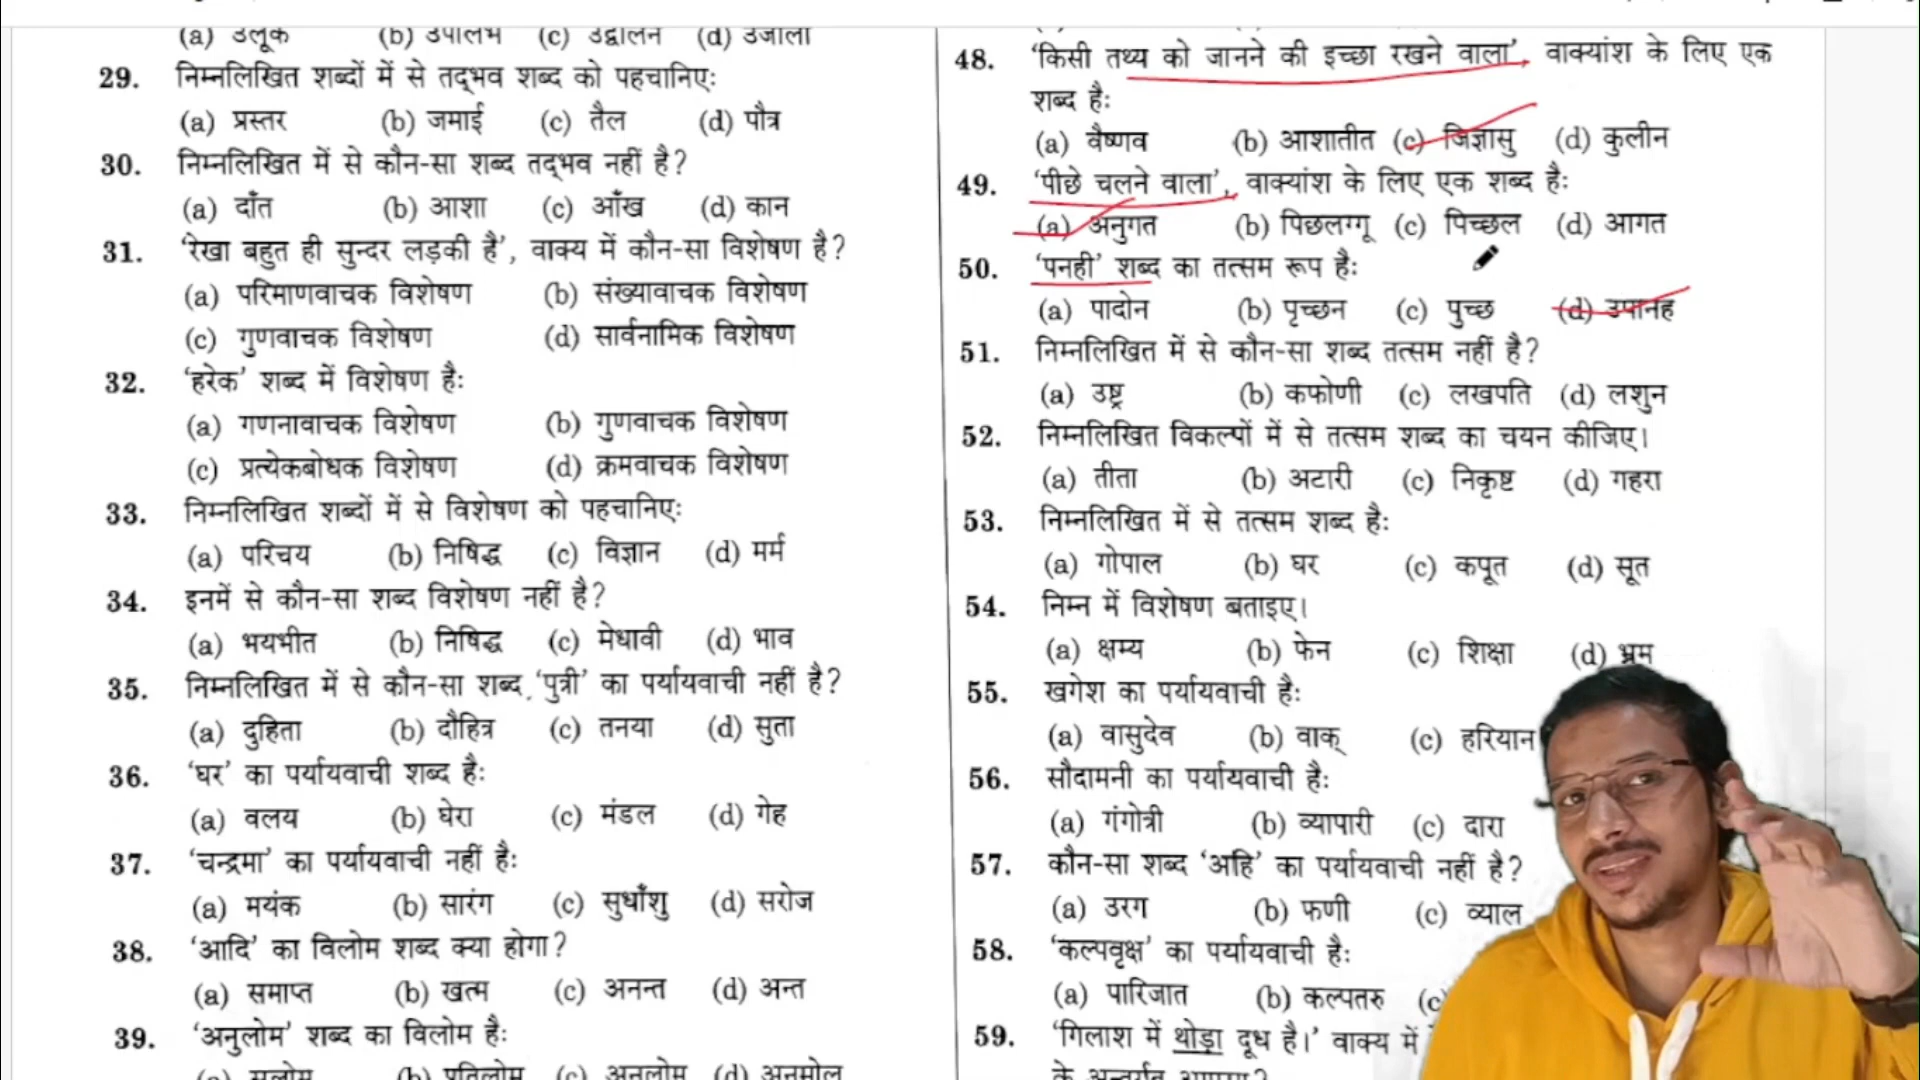 (a) उलूक (b) उपालंभ (c) उद्वेलन (d) उजाला
29. निम्नलिखित शब्दों में से तद्भव शब्द को पहचानिए:
(a) प्रस्तर (b) जमाई (c) तैल (d) पौत्र
30. निम्नलिखित में से कौन-सा शब्द तद्भव नहीं है?
(a) दाँत (b) आशा (c) आँख (d) कान
31. 'रेखा बहुत ही सुन्दर लड़की है', वाक्य में कौन-सा विशेषण है?
(a) परिमाणवाचक विशेषण (b) संख्यावाचक विशेषण
(c) गुणवाचक विशेषण (d) सार्वनामिक विशेषण
32. 'हरेक' शब्द में विशेषण है:
(a) गणनावाचक विशेषण (b) गुणवाचक विशेषण
(c) प्रत्येकबोधक विशेषण (d) क्रमवाचक विशेषण
33. निम्नलिखित शब्दों में से विशेषण को पहचानिए:
(a) परिचय (b) निषिद्ध (c) विज्ञान (d) मर्म
34. इनमें से कौन-सा शब्द विशेषण नहीं है?
(a) भयभीत (b) निषिद्ध (c) मेधावी (d) भाव
35. निम्नलिखित में से कौन-सा शब्द, 'पुत्री' का पर्यायवाची नहीं है?
(a) दुहिता (b) दौहित्र (c) तनया (d) सुता
36. 'घर' का पर्यायवाची शब्द है:
(a) वलय (b) घेरा (c) मंडल (d) गेह
37. 'चन्द्रमा' का पर्यायवाची नहीं है:
(a) मयंक (b) सारंग (c) सुधाँशु (d) सरोज
38. 'आदि' का विलोम शब्द क्या होगा?
(a) समाप्त (b) खत्म (c) अनन्त (d) अन्त
39. 'अनुलोम' शब्द का विलोम है:
(b) प्रतिलोम (c) अनलोम (d) अनमोल
48. 'किसी तथ्य को जानने की इच्छा रखने वाला', वाक्यांश के लिए एक
शब्द है:
(a) वैष्णव (b) आशातीत (c) जिज्ञासु (d) कुलीन
49. 'पीछे चलने वाला', वाक्यांश के लिए एक शब्द है:
(a) अनुगत (b) पिछलग्गू (c) पिच्छल (d) आगत
50. 'पनही' शब्द का तत्सम रूप है:
(a) पादोन (b) पृच्छन (c) पुच्छ (d) उपानह
51. निम्नलिखित में से कौन-सा शब्द तत्सम नहीं है?
(a) उष्ट्र (b) कफोणी (c) लखपति (d) लशुन
52. निम्नलिखित विकल्पों में से तत्सम शब्द का चयन कीजिए।
(a) तीता (b) अटारी (c) निकृष्ट (d) गहरा
53. निम्नलिखित में से तत्सम शब्द है:
(a) गोपाल (b) घर (c) कपूत (d) सूत
54. निम्न में विशेषण बताइए।
(a) क्षम्य (b) फेन (c) शिक्षा (d) भ्रम
55. खगेश का पर्यायवाची है:
(a) वासुदेव (b) वाक् (c) हरियान
56. सौदामनी का पर्यायवाची है:
(a) गंगोत्री (b) व्यापारी (c) दारा
57. कौन-सा शब्द 'अहि' का पर्यायवाची नहीं है?
(a) उरग (b) फणी (c) व्याल
58. 'कल्पवृक्ष' का पर्यायवाची है:
(a) पारिजात (b) कल्पतरु (c)
59. 'गिलाश में थोड़ा दूध है।' वाक्य में
के अन्तर्गत आएगा?